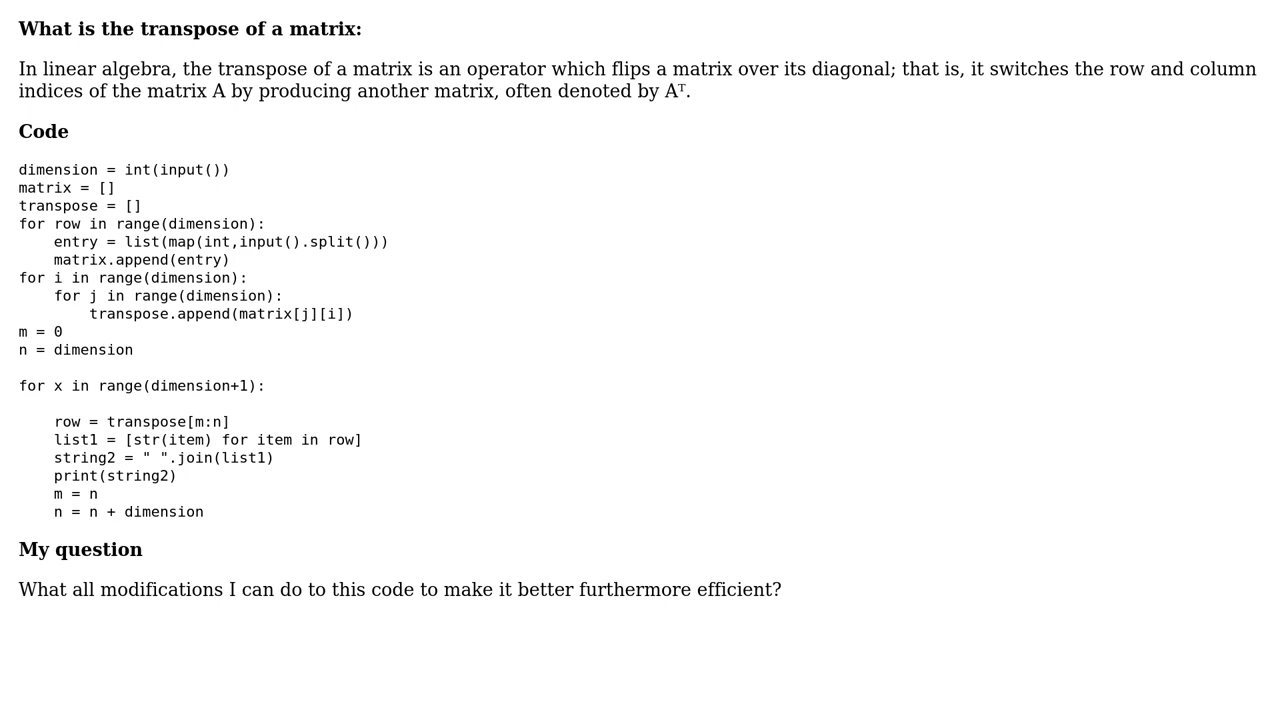 What is the transpose of a matrix:
In linear algebra, the transpose of a matrix is an operator which flips a matrix over its diagonal; that is, it switches the row and column
indices of the matrix A by producing another matrix, often denoted by Aᵀ.
Code
dimension = int(input())
matrix = []
transpose = []
for row in range(dimension):
    entry = list(map(int,input().split()))
    matrix.append(entry)
for i in range(dimension):
    for j in range(dimension):
        transpose.append(matrix[j][i])
m = 0
n = dimension
for x in range(dimension+1):
    row = transpose[m:n]
    list1 = [str(item) for item in row]
    string2 = " ".join(list1)
    print(string2)
    m = n
    n = n + dimension
My question
What all modifications I can do to this code to make it better furthermore efficient?